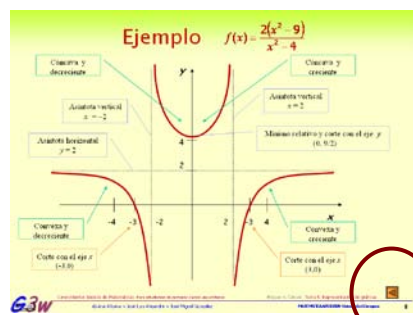 Ejemplo f(x) = 2(x² – 9) / x² – 4
Cóncava y
decreciente
Cóncava y
creciente
y
Asíntota vertical
x = –2
Asíntota vertical
x = 2
Mínimo relativo y corte con el eje y
(0, 9/2)
Asíntota horizontal
y = 2
4
2
x
-4 -3 -2 2 3 4
Convexa y
decreciente
Convexa y
creciente
Corte con el eje x
(-3,0)
Corte con el eje x
(3,0)
G3w